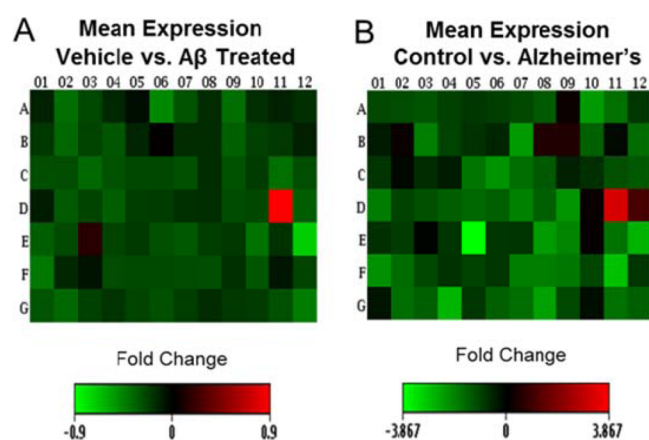 A
Mean Expression
Vehicle vs. Aβ Treated
01 02 03 04 05 06 07 08 09 10 11 12
A
B
C
D
E
F
G
Fold Change
-0.9 0 0.9
B
Mean Expression
Control vs. Alzheimer's
01 02 03 04 05 06 07 08 09 10 11 12
A
B
C
D
E
F
G
Fold Change
-3.867 0 3.867